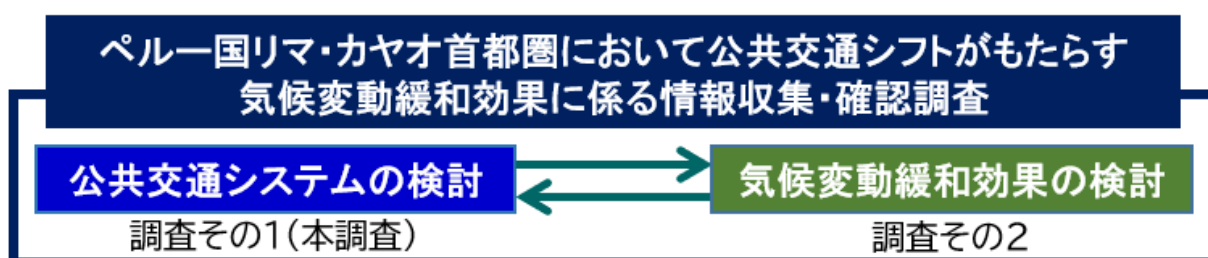 ペルー国リマ・カヤオ首都圏において公共交通シフトがもたらす
気候変動緩和効果に係る情報収集・確認調査
公共交通システムの検討
気候変動緩和効果の検討
調査その1(本調査)
調査その2